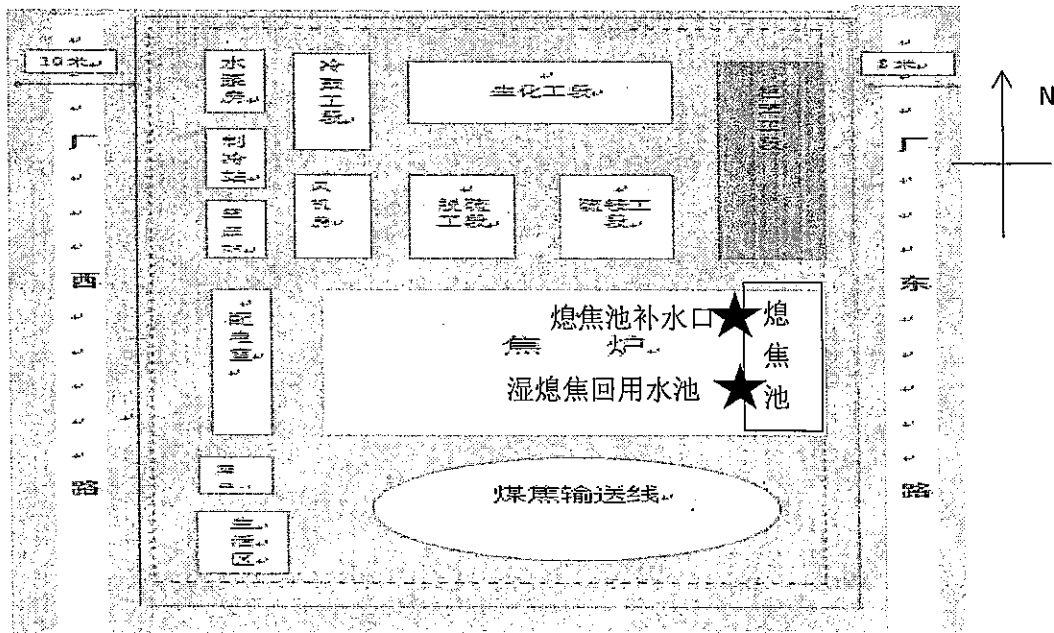 10米
8米
N
水泵房
冷凝工段
生化工段
制冷站
风机房
脱硫工段
硫铵工段
厂西路
厂东路
配电室
熄焦池补水口
熄焦池
焦炉
湿熄焦回用水池
煤焦输送线
生活区